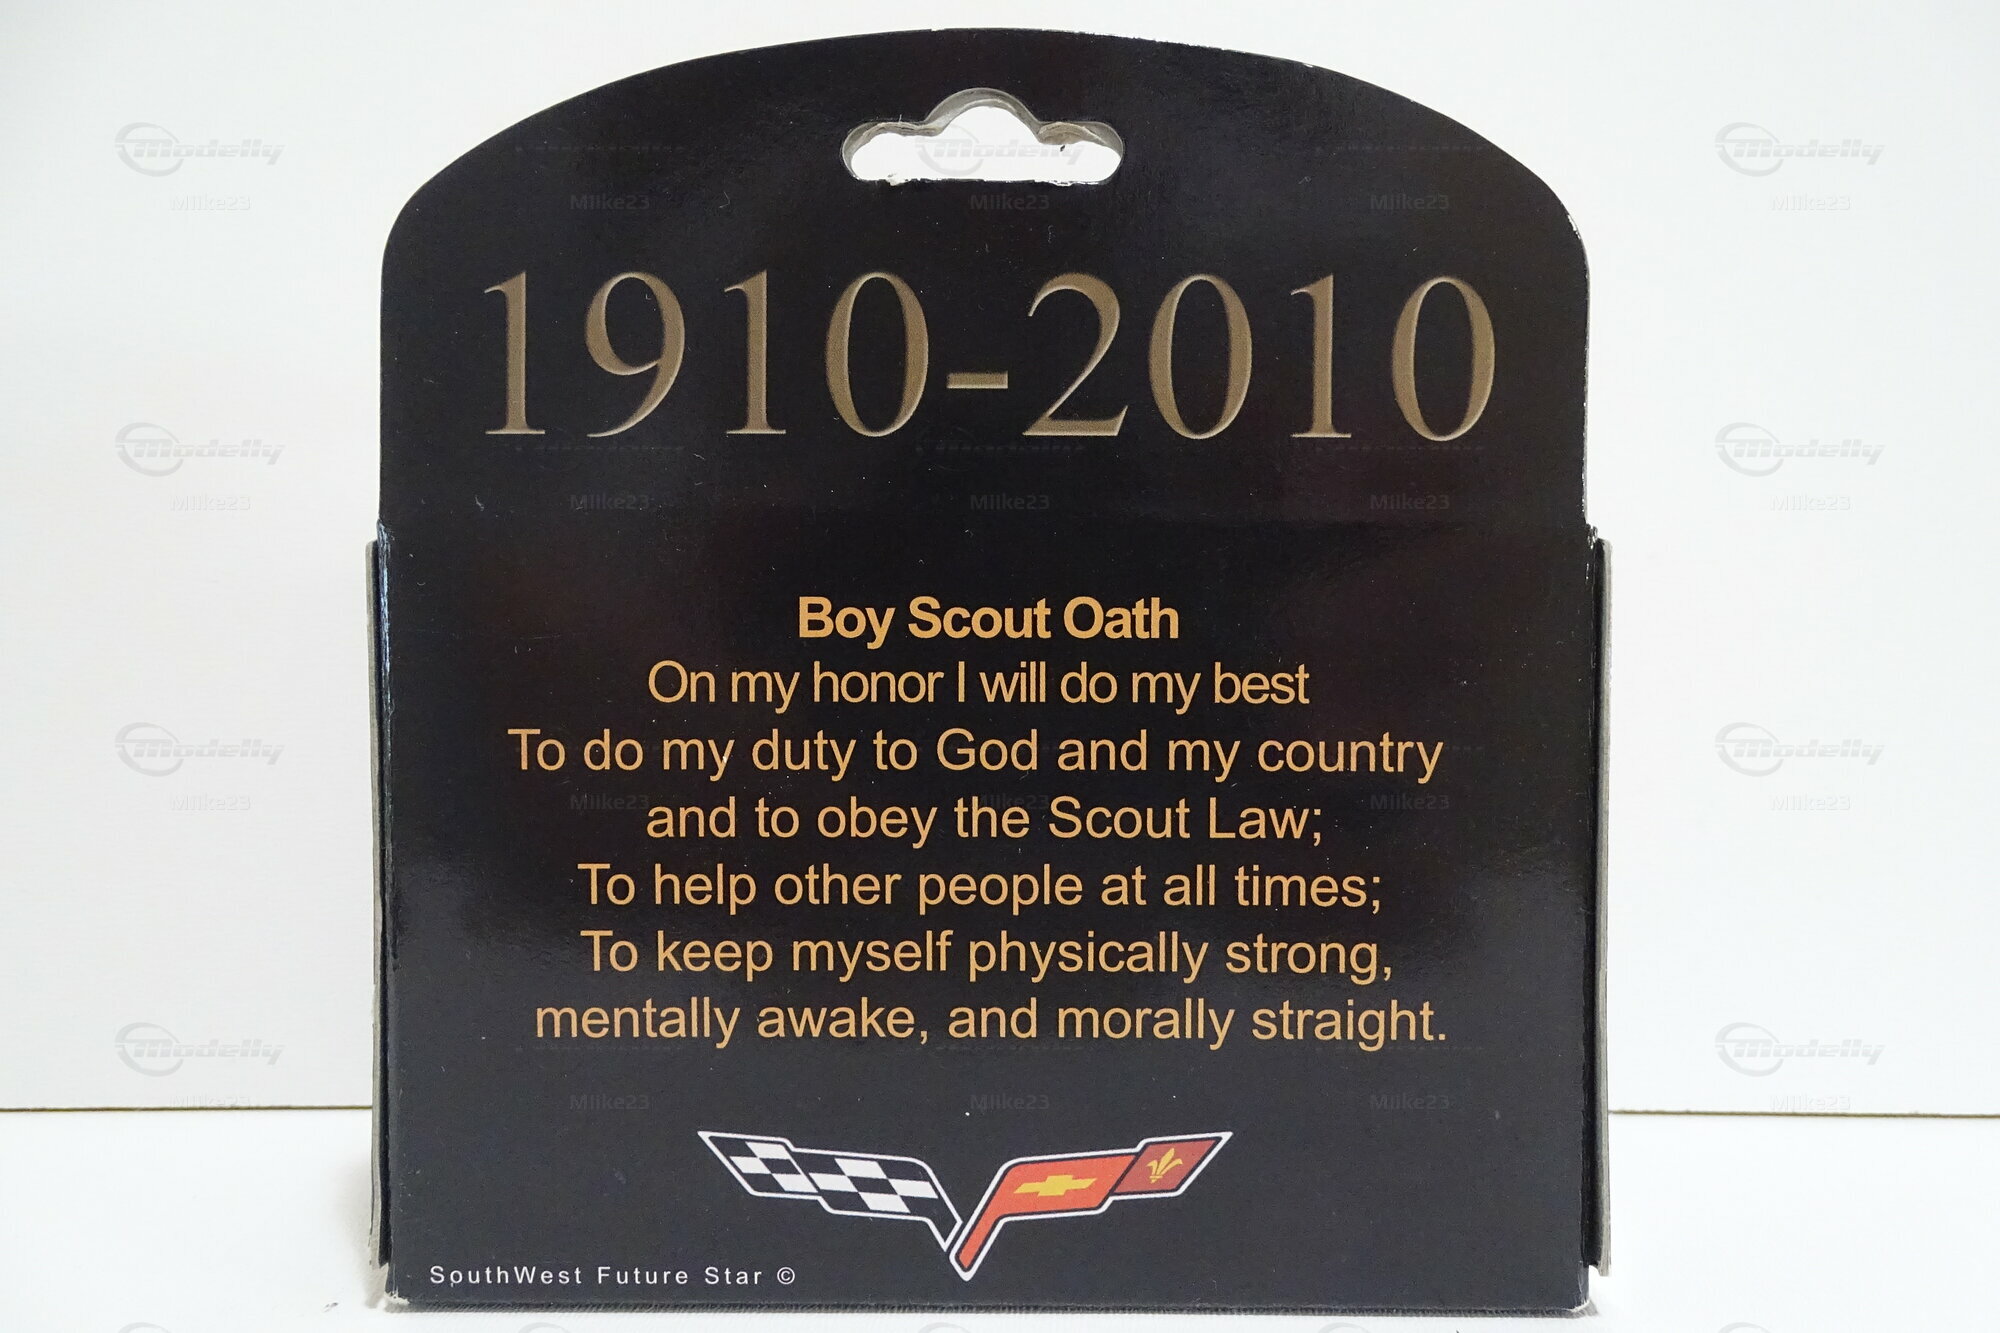 1910-2010
Boy Scout Oath
On my honor I will do my best
To do my duty to God and my country
and to obey the Scout Law;
To help other people at all times;
To keep myself physically strong,
mentally awake, and morally straight.
SouthWest Future Star ©
Modelly
MIike23